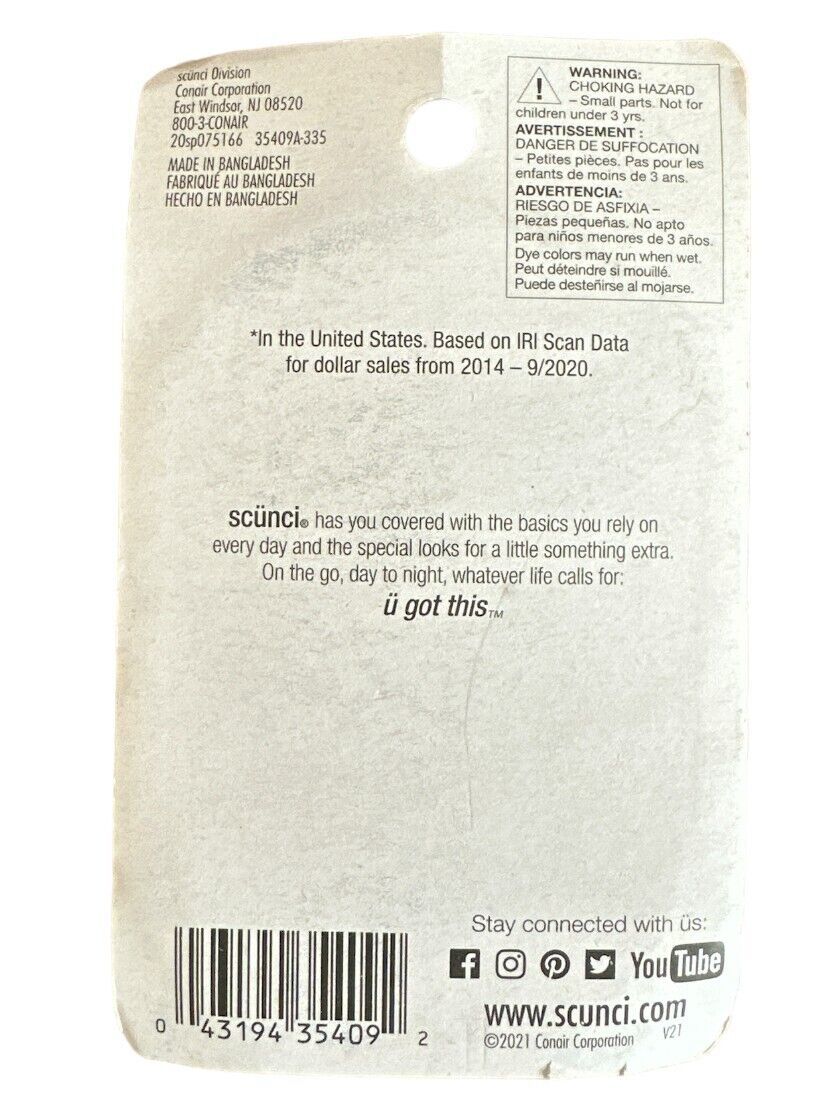 scünci Division
Conair Corporation
East Windsor, NJ 08520
800-3-CONAIR
20sp075166 35409A-335
MADE IN BANGLADESH
FABRIQUÉ AU BANGLADESH
HECHO EN BANGLADESH
WARNING:
CHOKING HAZARD
– Small parts. Not for
children under 3 yrs.
AVERTISSEMENT :
DANGER DE SUFFOCATION
– Petites pièces. Pas pour les
enfants de moins de 3 ans.
ADVERTENCIA:
RIESGO DE ASFIXIA –
Piezas pequeñas. No apto
para niños menores de 3 años.
Dye colors may run when wet.
Peut déteindre si mouillé.
Puede desteñirse al mojarse.
*In the United States. Based on IRI Scan Data
for dollar sales from 2014 – 9/2020.
scünci® has you covered with the basics you rely on
every day and the special looks for a little something extra.
On the go, day to night, whatever life calls for:
ü got this™
Stay connected with üs:
YouTube
www.scunci.com
©2021 Conair Corporation V21
0 43194 35409 2